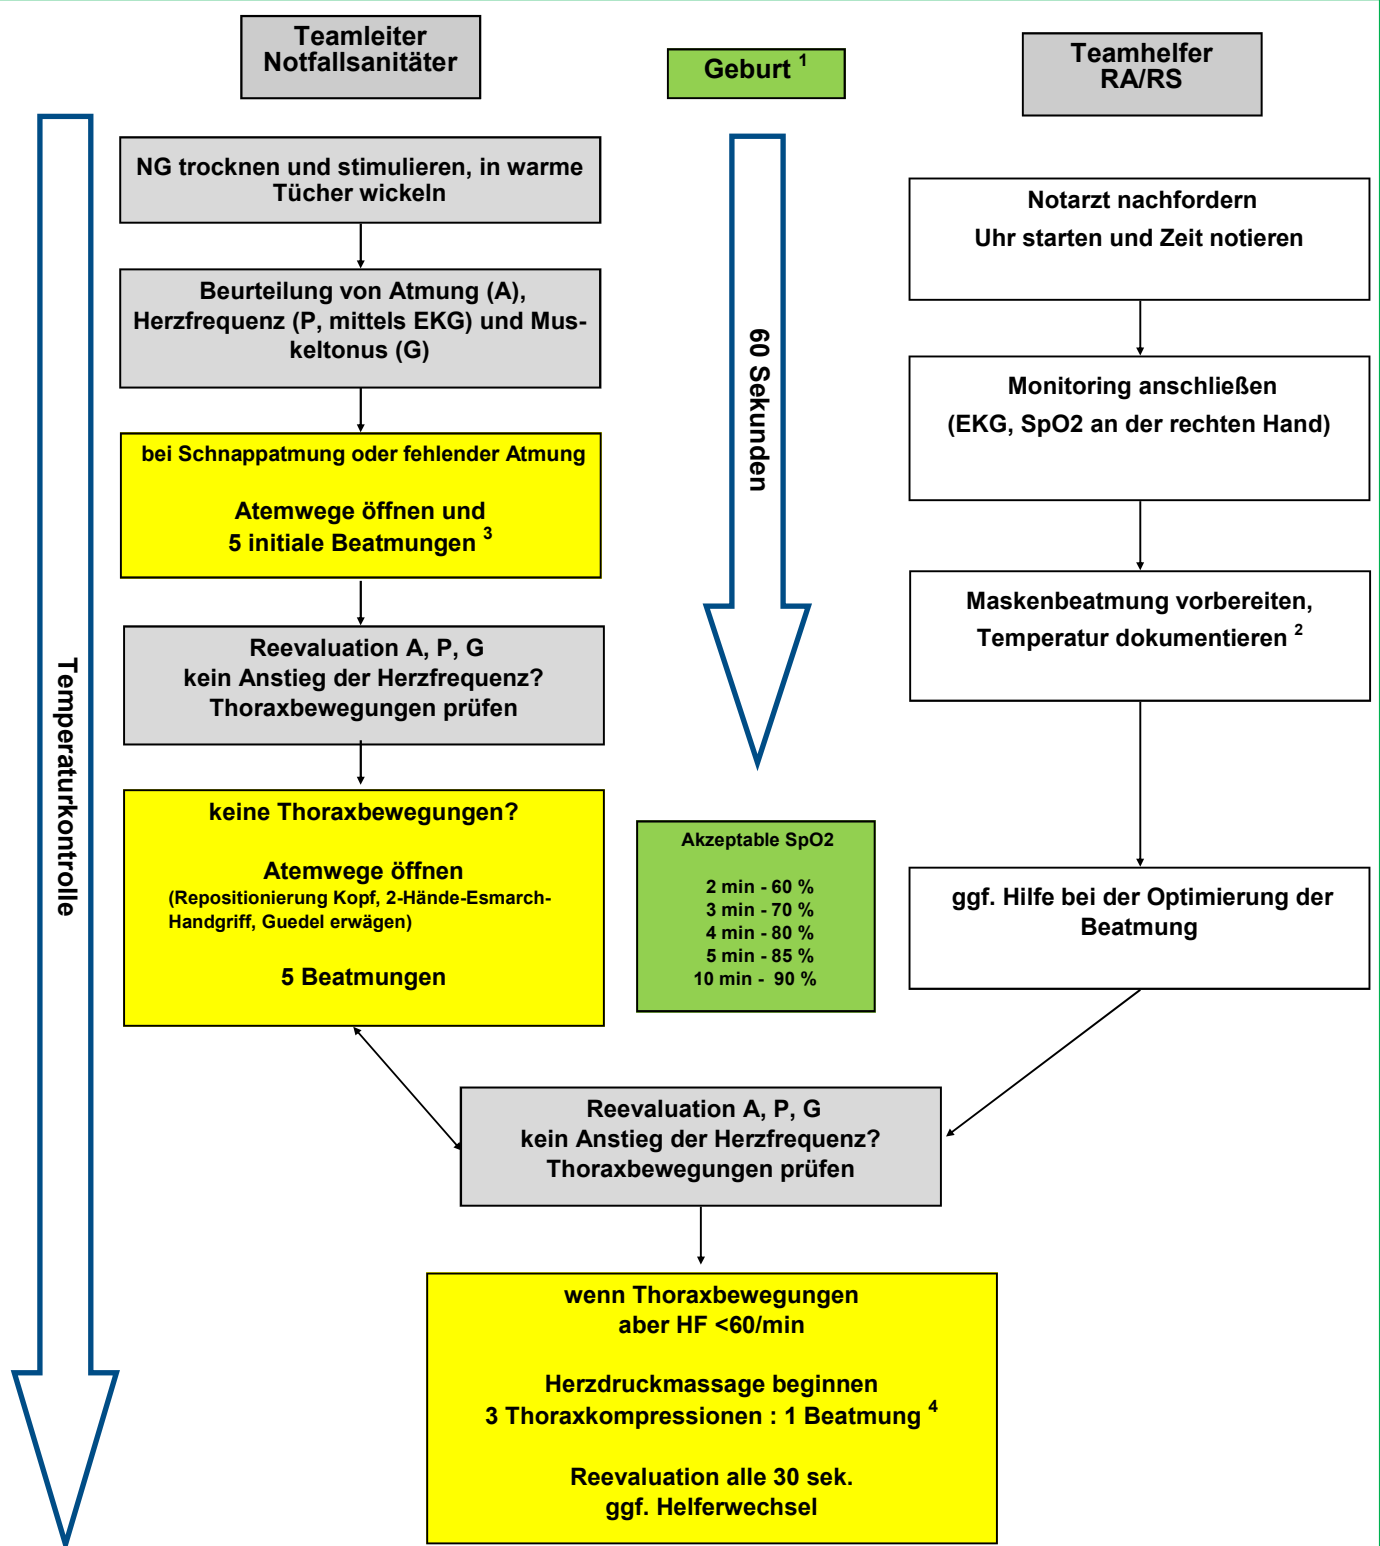 Teamleiter
Notfallsanitäter
Geburt 1
Teamhelfer
RA/RS
Temperaturkontrolle
NG trocknen und stimulieren, in warme
Tücher wickeln
Beurteilung von Atmung (A),
Herzfrequenz (P, mittels EKG) und Mus-
keltonus (G)
bei Schnappatmung oder fehlender Atmung
Atemwege öffnen und
5 initiale Beatmungen 3
Reevaluation A, P, G
kein Anstieg der Herzfrequenz?
Thoraxbewegungen prüfen
keine Thoraxbewegungen?
Atemwege öffnen
(Repositionierung Kopf, 2-Hände-Esmarch-
Handgriff, Guedel erwägen)
5 Beatmungen
60 Sekunden
Akzeptable SpO2
2 min - 60 %
3 min - 70 %
4 min - 80 %
5 min - 85 %
10 min - 90 %
Notarzt nachfordern
Uhr starten und Zeit notieren
Monitoring anschließen
(EKG, SpO2 an der rechten Hand)
Maskenbeatmung vorbereiten,
Temperatur dokumentieren 2
ggf. Hilfe bei der Optimierung der
Beatmung
Reevaluation A, P, G
kein Anstieg der Herzfrequenz?
Thoraxbewegungen prüfen
wenn Thoraxbewegungen
aber HF <60/min
Herzdruckmassage beginnen
3 Thoraxkompressionen : 1 Beatmung 4
Reevaluation alle 30 sek.
ggf. Helferwechsel